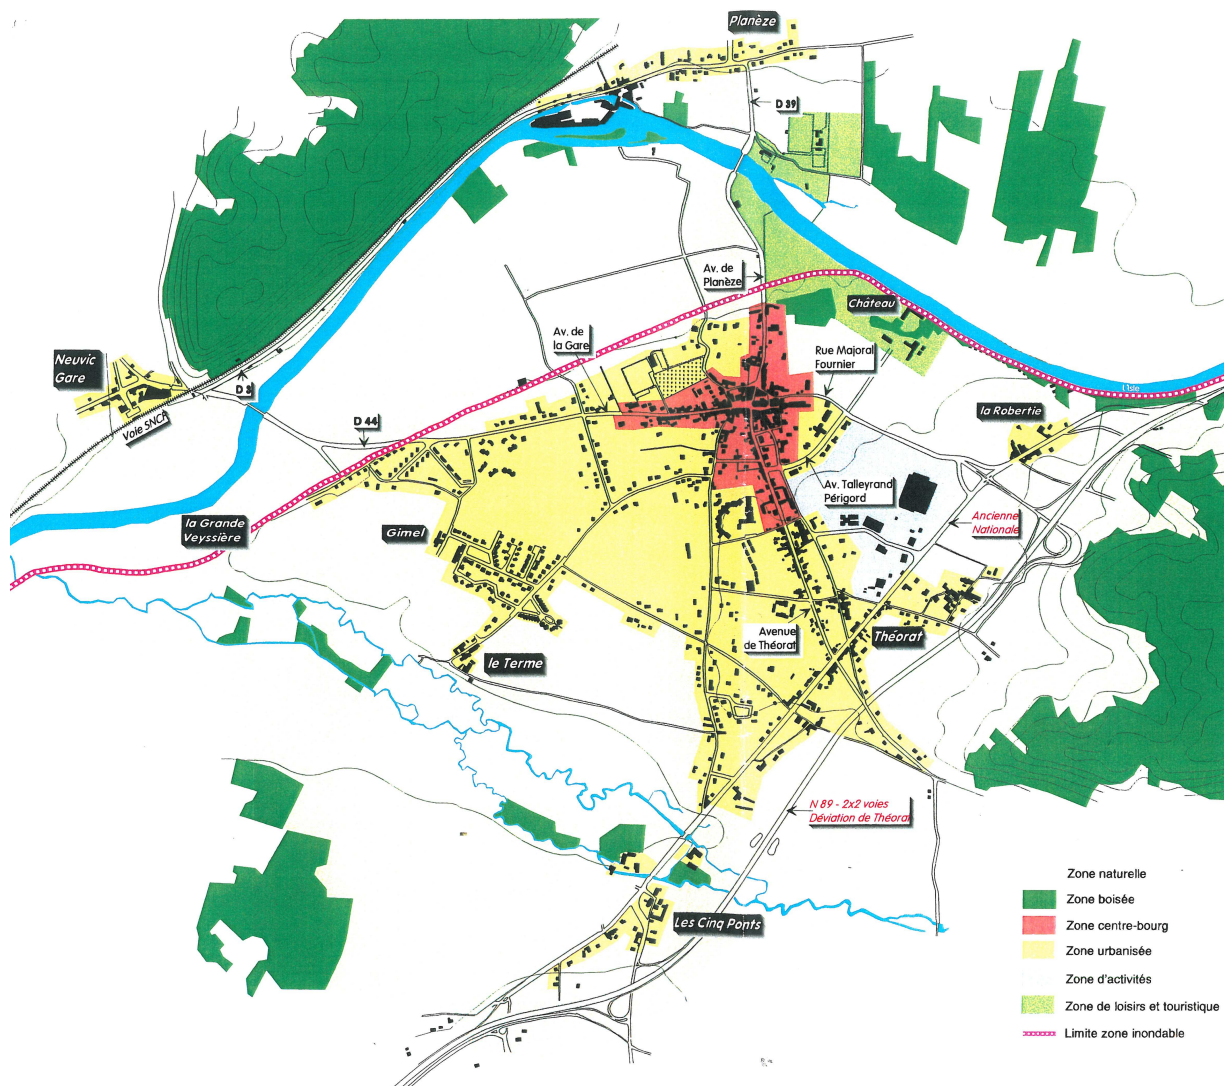 Planèze
D 39
Av. de
Planèze
Château
Av. de
la Gare
Rue Majoral
Fournier
Neuvic
Gare
D 3
Voie SNCF
D 44
L'Isle
la Robertie
Av. Talleyrand
Périgord
Ancienne
Nationale
la Grande
Veyssière
Gimel
Avenue
de Théorat
Théorat
le Terme
N 89 - 2x2 voies
Déviation de Théorat
Les Cinq Ponts
Zone naturelle
Zone boisée
Zone centre-bourg
Zone urbanisée
Zone d'activités
Zone de loisirs et touristique
Limite zone inondable